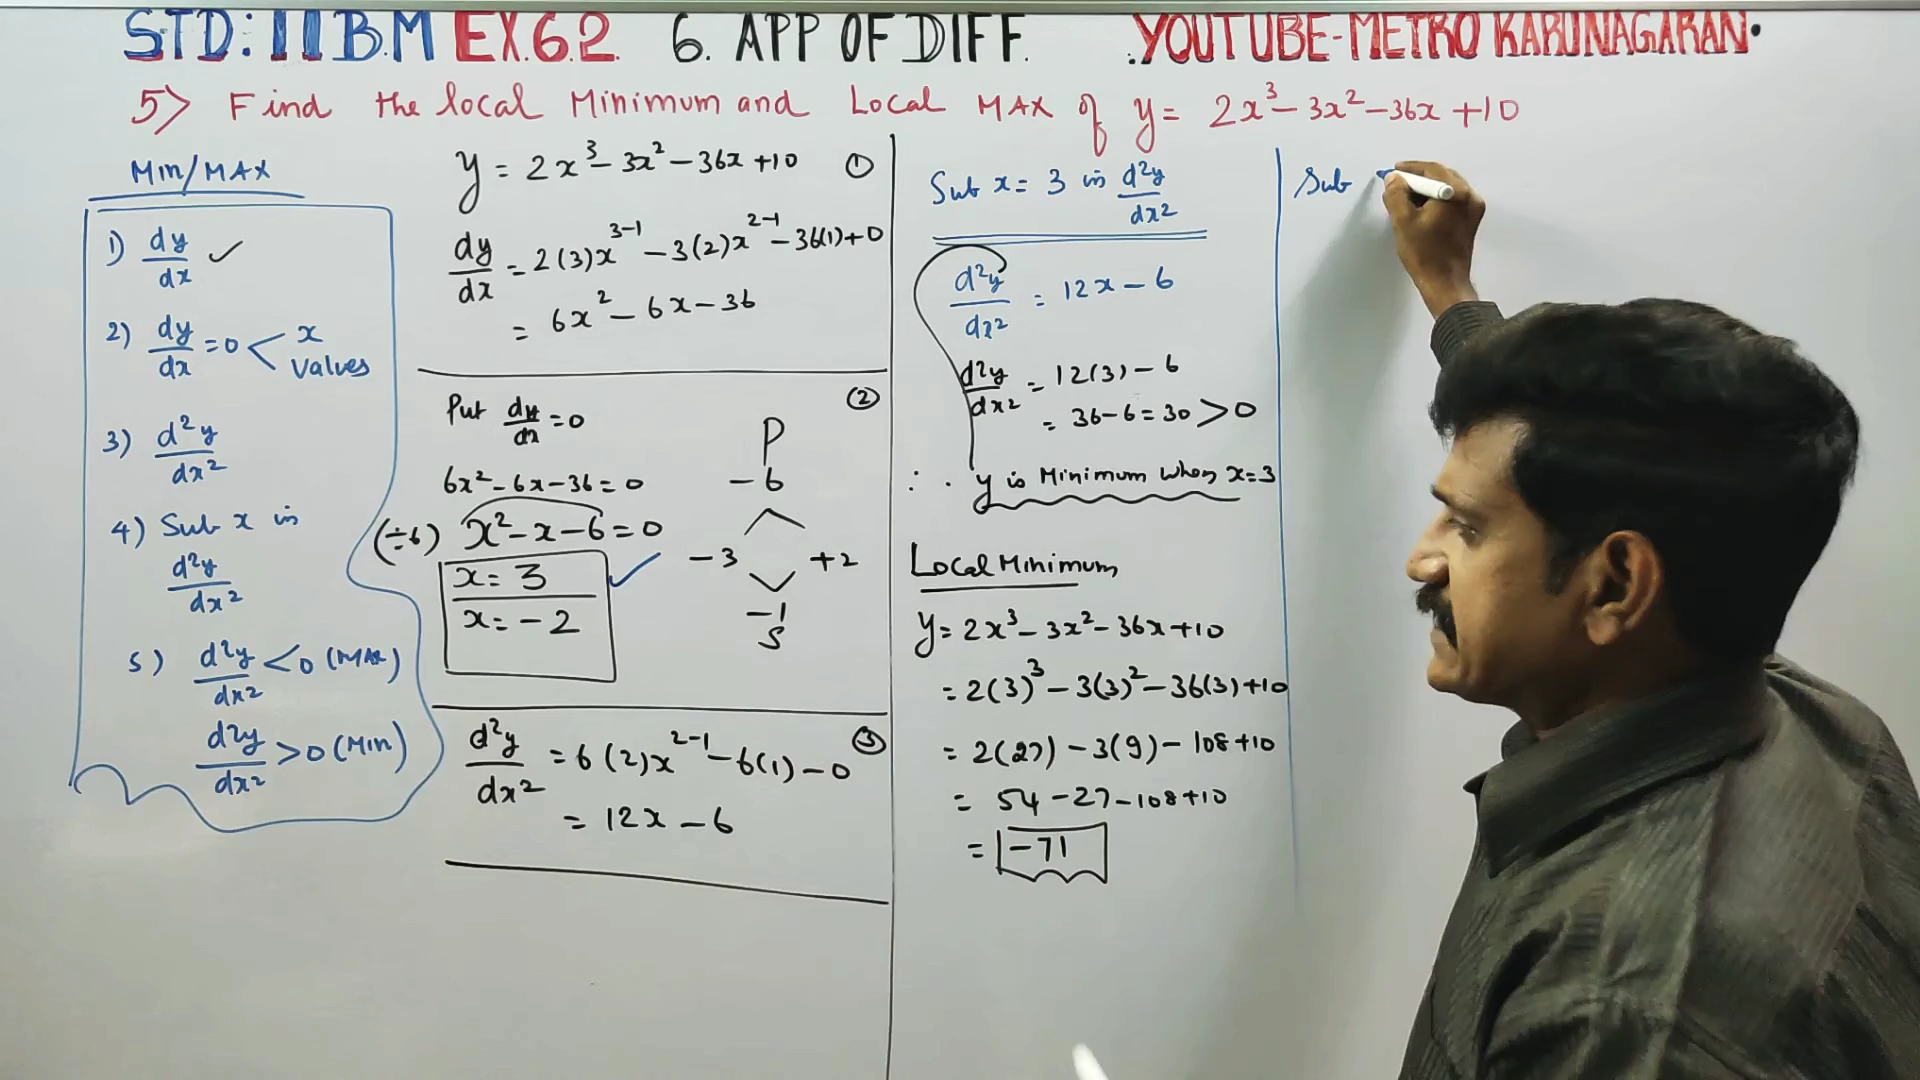 STD: 11 B.M EX.6.2. 6. APP OF DIFF. .YOUTUBE-METRO KARUNAGARAN.
5> Find the local Minimum and Local MAX of y = 2x³ - 3x² - 36x + 10
Min/MAX
1) dy/dx ✓
2) dy/dx = 0 < x values
3) d²y/dx²
4) Sub x in
d²y/dx²
5) d²y/dx² < 0 (MAX)
d²y/dx² > 0 (Min)
y = 2x³ - 3x² - 36x + 10 ①
dy/dx = 2(3)x³⁻¹ - 3(2)x²⁻¹ - 36(1) + 0
= 6x² - 6x - 36
Put dy/dx = 0 ②
6x² - 6x - 36 = 0
(÷6) x² - x - 6 = 0
x = 3 ✓
x = -2
P
-6
-3 +2
-1
S
d²y/dx² = 6(2)x²⁻¹ - 6(1) - 0 ③
= 12x - 6
Sub x = 3 in d²y/dx²
d²y/dx² = 12x - 6
d²y/dx² = 12(3) - 6
= 36 - 6 = 30 > 0
∴ y is Minimum when x = 3
Local Minimum
y = 2x³ - 3x² - 36x + 10
= 2(3)³ - 3(3)² - 36(3) + 10
= 2(27) - 3(9) - 108 + 10
= 54 - 27 - 108 + 10
= -71
Sub